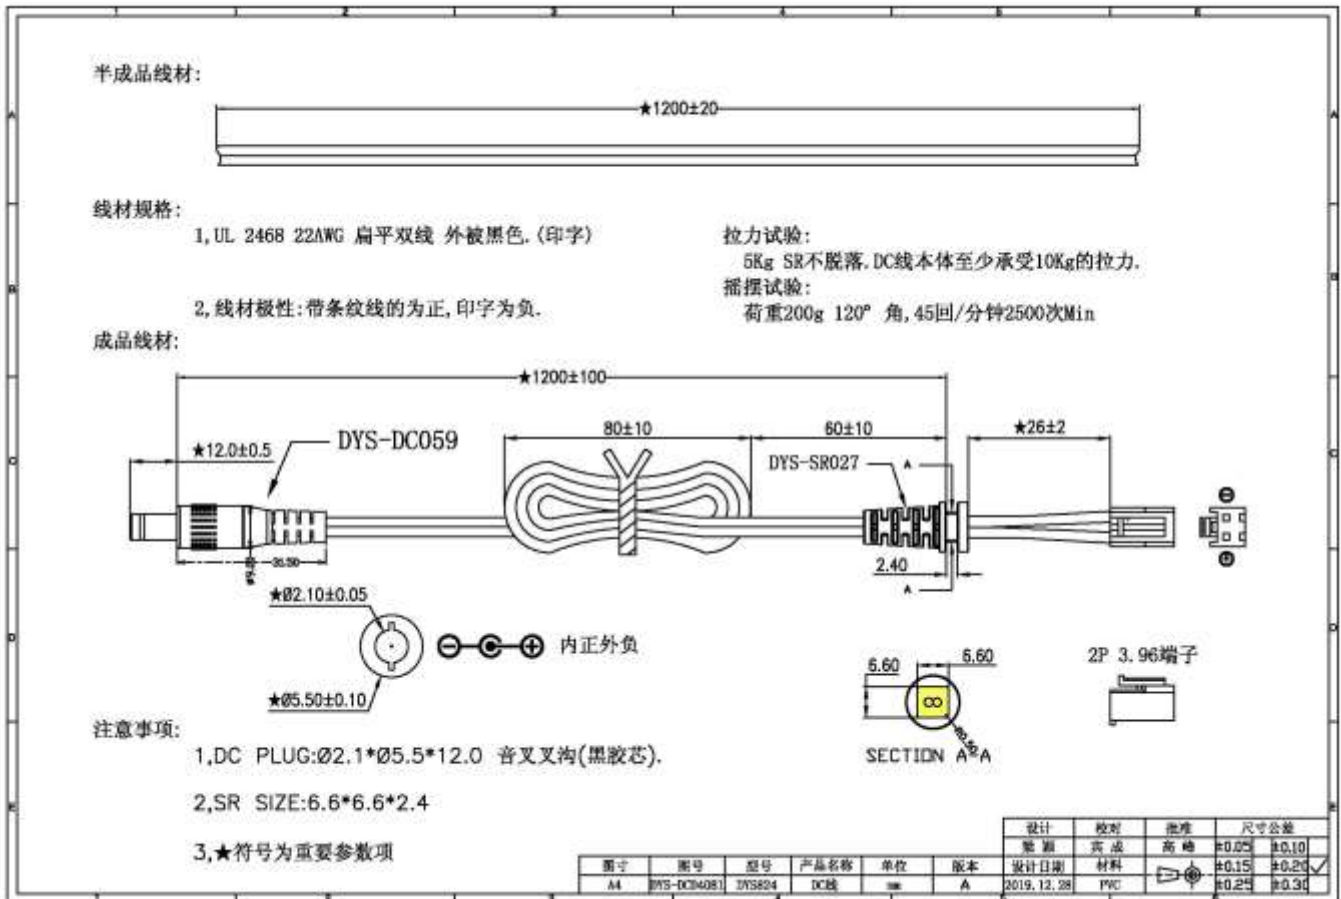 半成品线材:
★1200±20
线材规格:
1,UL 2468 22AWG 扁平双线 外被黑色.(印字)
拉力试验:
5Kg SR不脱落.DC线本体至少承受10Kg的拉力.
摇摆试验:
荷重200g 120° 角,45回/分钟2500次Min
2,线材极性:带条纹线的为正,印字为负.
成品线材:
★1200±100
★12.0±0.5
DYS-DC059
80±10
60±10
★26±2
DYS-SR027
A
35.50
2.40
A
★Ø2.10±0.05
内正外负
★Ø5.50±0.10
6.60
6.60
2P 3.96端子
SECTION A-A
注意事项:
1,DC PLUG:Ø2.1*Ø5.5*12.0 音叉叉沟(黑胶芯).
2,SR SIZE:6.6*6.6*2.4
3,★符号为重要参数项
设计 校对 批准 尺寸公差
±0.05 ±0.10
图寸 图号 型号 产品名称 单位 版本 设计日期 材料 ±0.15 ±0.20
A4 DYS824 DC线 mm A 2019.12.28 PVC ±0.25 ±0.30